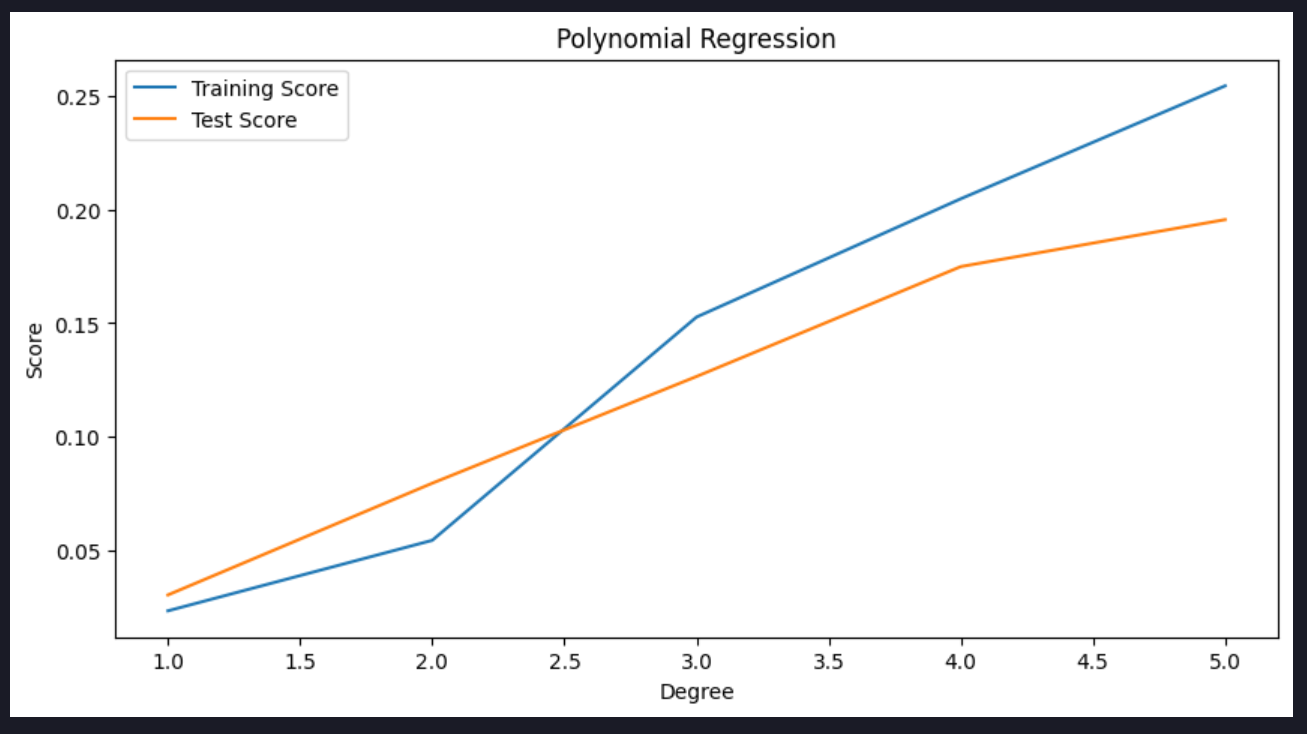 Polynomial Regression
Training Score
Test Score
0.25
0.20
0.15
0.10
0.05
Score
1.0 1.5 2.0 2.5 3.0 3.5 4.0 4.5 5.0
Degree